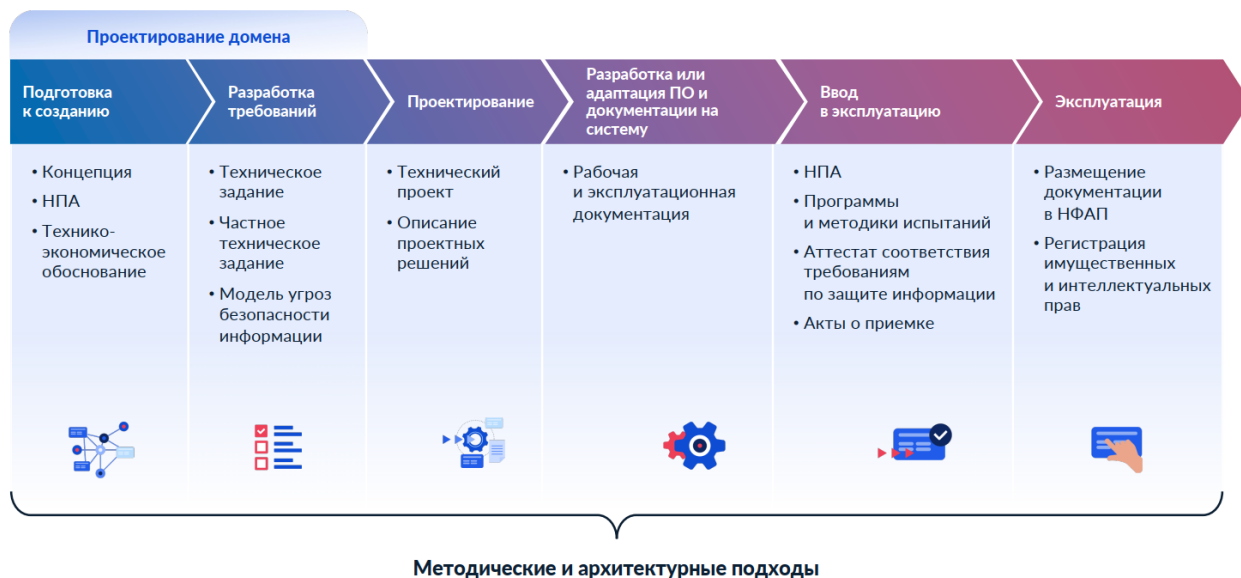 Проектирование домена
Подготовка
к созданию
Разработка
требований
Проектирование
Разработка или
адаптация ПО и
документации на
систему
Ввод
в эксплуатацию
Эксплуатация
• Концепция
• НПА
• Технико-
экономическое
обоснование
• Техническое
задание
• Частное
техническое
задание
• Модель угроз
безопасности
информации
• Технический
проект
• Описание
проектных
решений
• Рабочая
и эксплуатационная
документация
• НПА
• Программы
и методики испытаний
• Аттестат соответствия
требованиям
по защите информации
• Акты о приемке
• Размещение
документации
в НФАП
• Регистрация
имущественных
и интеллектуальных
прав
Методические и архитектурные подходы